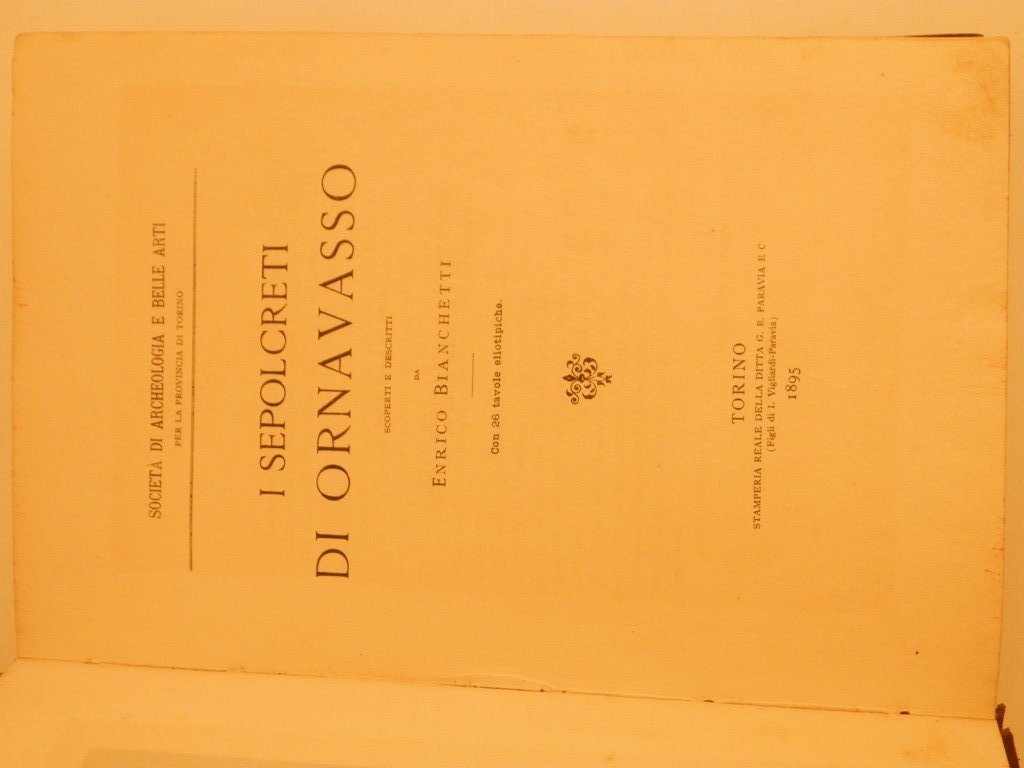 SOCIETÀ DI ARCHEOLOGIA E BELLE ARTI
PER LA PROVINCIA DI TORINO
I SEPOLCRETI
DI ORNAVASSO
SCOPERTI E DESCRITTI
DA
ENRICO BIANCHETTI
Con 26 tavole eliotipiche.
TORINO
STAMPERIA REALE DELLA DITTA G. B. PARAVIA E C
(Figli di I. Vigliardi-Paravia)
1895